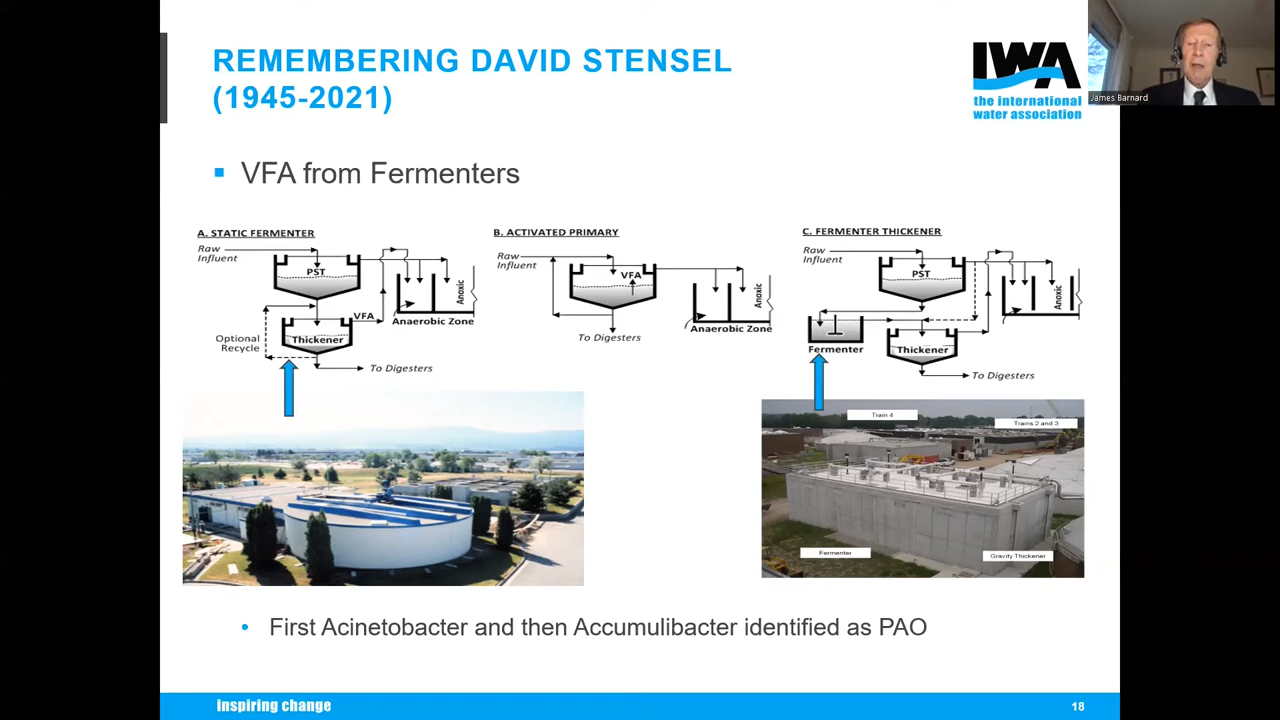 REMEMBERING DAVID STENSEL
(1945-2021)
IWA
the international
water association
James Barnard
VFA from Fermenters
A. STATIC FERMENTER
Raw
Influent
PST
Anoxic
VFA
Anaerobic Zone
Optional
Recycle
Thickener
To Digesters
B. ACTIVATED PRIMARY
Raw
Influent
VFA
Anoxic
Anaerobic Zone
To Digesters
C. FERMENTER THICKENER
Raw
Influent
PST
Anoxic
Fermenter
Thickener
To Digesters
Train 4
Trains 2 and 3
Fermenter
Gravity Thickener
First Acinetobacter and then Accumulibacter identified as PAO
inspiring change
18